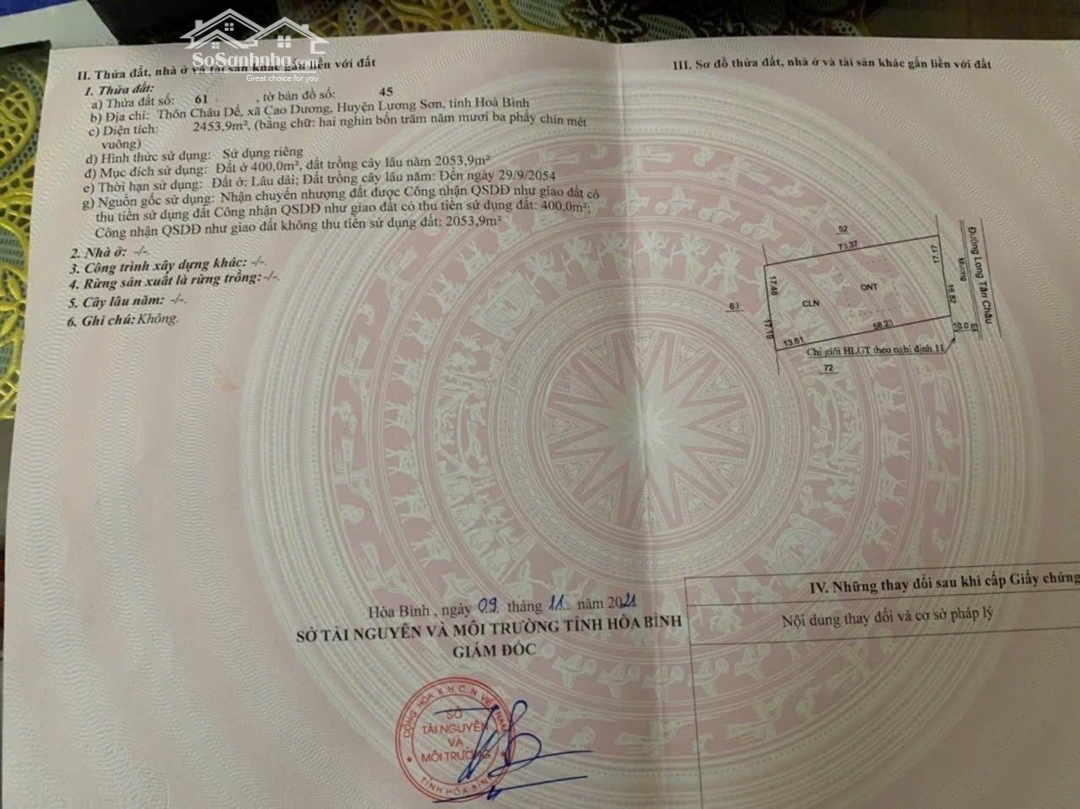 SoSanhnha.com
Great choice for you
II. Thửa đất, nhà ở và tài sản khác gắn liền với đất
1. Thửa đất:
a) Thửa đất số: 61 , tờ bản đồ số: 45
b) Địa chỉ: Thôn Châu Dể, xã Cao Dương, Huyện Lương Sơn, tỉnh Hoà Bình
c) Diện tích: 2453,9m², (bằng chữ: hai nghìn bốn trăm năm mươi ba phẩy chín mét
vuông)
d) Hình thức sử dụng: Sử dụng riêng
đ) Mục đích sử dụng: Đất ở 400,0m², đất trồng cây lâu năm 2053,9m²
e) Thời hạn sử dụng: Đất ở: Lâu dài; Đất trồng cây lâu năm: Đến ngày 29/9/2054
g) Nguồn gốc sử dụng: Nhận chuyển nhượng đất được Công nhận QSDĐ như giao đất có
thu tiền sử dụng đất Công nhận QSDĐ như giao đất có thu tiền sử dụng đất: 400,0m²;
Công nhận QSDĐ như giao đất không thu tiền sử dụng đất: 2053,9m²
2. Nhà ở: -/-.
3. Công trình xây dựng khác: -/-.
4. Rừng sản xuất là rừng trồng: -/-.
5. Cây lâu năm: -/-.
6. Ghi chú: Không.
III. Sơ đồ thửa đất, nhà ở và tài sản khác gắn liền với đất
52
73.37
17.48
17.19
63
CLN
ONT
17.71
16.82
Mương
Đường Long Tân Châu
58.23
13.61
10.0
Chỉ giới HLGT theo nghị định 11
72
Hòa Bình , ngày 09 tháng 11 năm 2021
SỞ TÀI NGUYÊN VÀ MÔI TRƯỜNG TỈNH HÒA BÌNH
GIÁM ĐỐC
CỘNG HÒA X.H.C.N VIỆT NAM
SỞ
TÀI NGUYÊN
VÀ
MÔI TRƯỜNG
TỈNH HÒA BÌNH
IV. Những thay đổi sau khi cấp Giấy chứng
Nội dung thay đổi và cơ sở pháp lý